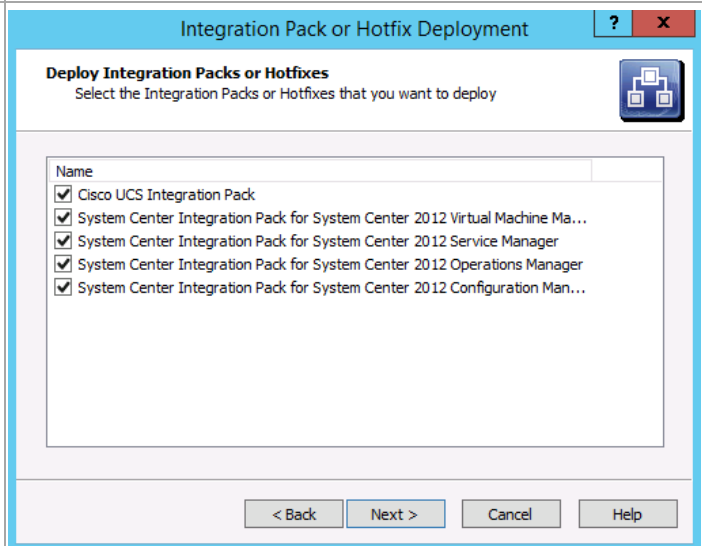 Integration Pack or Hotfix Deployment
? x
Deploy Integration Packs or Hotfixes
Select the Integration Packs or Hotfixes that you want to deploy
Name
Cisco UCS Integration Pack
System Center Integration Pack for System Center 2012 Virtual Machine Ma...
System Center Integration Pack for System Center 2012 Service Manager
System Center Integration Pack for System Center 2012 Operations Manager
System Center Integration Pack for System Center 2012 Configuration Man...
< Back Next > Cancel Help